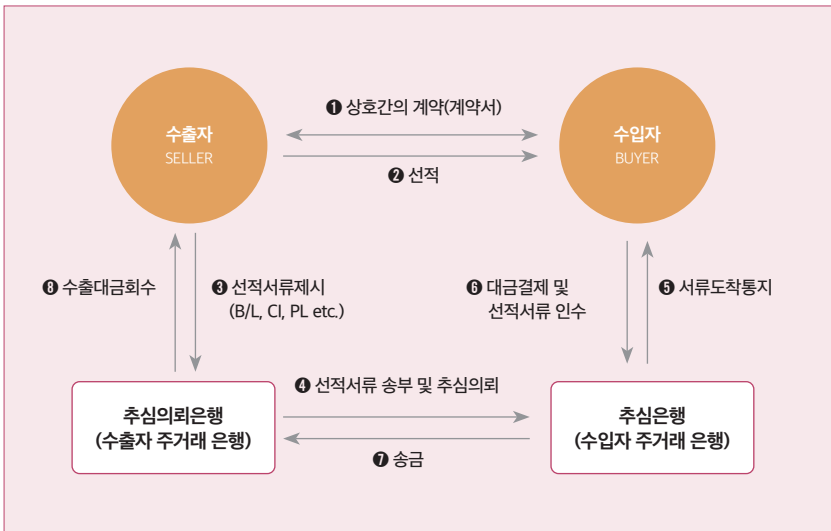 ❶ 상호간의 계약(계약서)
수출자
SELLER
수입자
BUYER
❷ 선적
❽ 수출대금회수
❸ 선적서류제시
(B/L, CI, PL etc.)
❻ 대금결제 및
선적서류 인수
❺ 서류도착통지
추심의뢰은행
(수출자 주거래 은행)
❹ 선적서류 송부 및 추심의뢰
❼ 송금
추심은행
(수입자 주거래 은행)